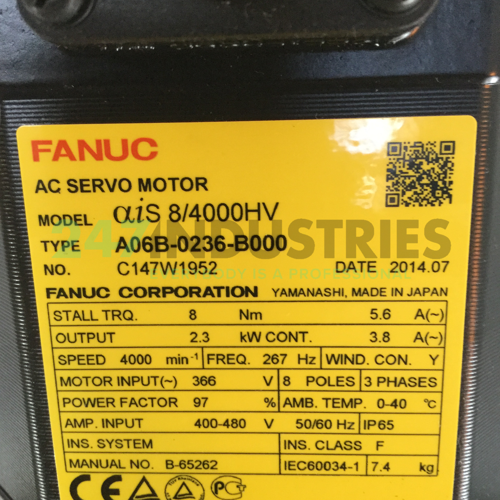 FANUC
AC SERVO MOTOR
MODEL αiS 8/4000HV
TYPE A06B-0236-B000
NO. C147W1952 DATE 2014.07
247INDUSTRIES
FANUC CORPORATION YAMANASHI, MADE IN JAPAN
STALL TRQ. 8 Nm 5.6 A(~)
OUTPUT 2.3 kW CONT. 3.8 A(~)
SPEED 4000 min⁻¹ FREQ. 267 Hz WIND. CON. Y
MOTOR INPUT(~) 366 V 8 POLES 3 PHASES
POWER FACTOR 97 % AMB. TEMP. 0-40 °C
AMP. INPUT 400-480 V 50/60 Hz IP65
INS. SYSTEM INS. CLASS F
MANUAL NO. B-65262 IEC60034-1 7.4 kg
CE